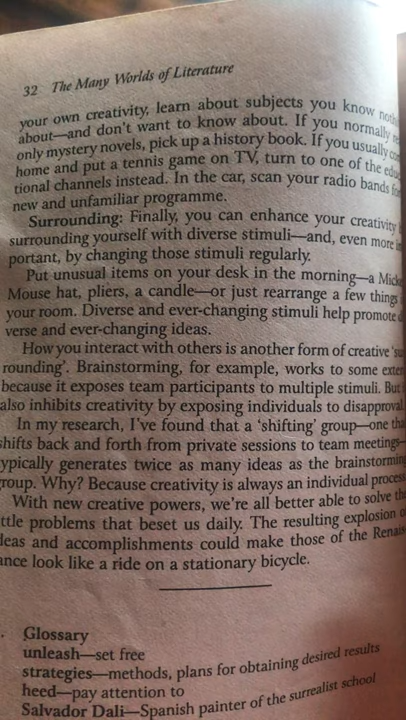 32 The Many Worlds of Literature
your own creativity, learn about subjects you know
about—and don't want to know about. If you normally
only mystery novels, pick up a history book. If you usually
home and put a tennis game on TV, turn to one of the
tional channels instead. In the car, scan your radio bands
new and unfamiliar programme.
Surrounding: Finally, you can enhance your creativity
surrounding yourself with diverse stimuli—and, even more
portant, by changing those stimuli regularly.
Put unusual items on your desk in the morning—a
Mouse hat, pliers, a candle—or just rearrange a few things
your room. Diverse and ever-changing stimuli help promote
verse and ever-changing ideas.
How you interact with others is another form of creative
rounding'. Brainstorming, for example, works to some
because it exposes team participants to multiple stimuli. But
also inhibits creativity by exposing individuals to disapproval.
In my research, I've found that a 'shifting' group—one
shifts back and forth from private sessions to team meetings—
ypically generates twice as many ideas as the brainstorming
roup. Why? Because creativity is always an individual process
With new creative powers, we're all better able to solve the
ttle problems that beset us daily. The resulting explosion
deas and accomplishments could make those of the Renais
ance look like a ride on a stationary bicycle.
Glossary
unleash—set free
strategies—methods, plans for obtaining desired results
heed—pay attention to
Salvador Dali—Spanish painter of the surrealist school